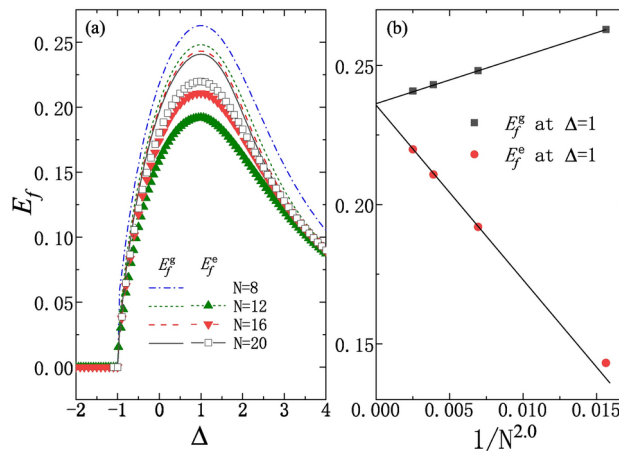 (a)
(b)
E_f
0.25
0.20
0.15
0.10
0.25
0.00
-2
-1
0
1
2
3
4
Δ
E_f^g E_f^e
N=8
N=12
N=16
N=20
0.25
0.20
0.15
0.000
0.005
0.010
0.015
1/N^2.0
E_f^g at Δ=1
E_f^e at Δ=1